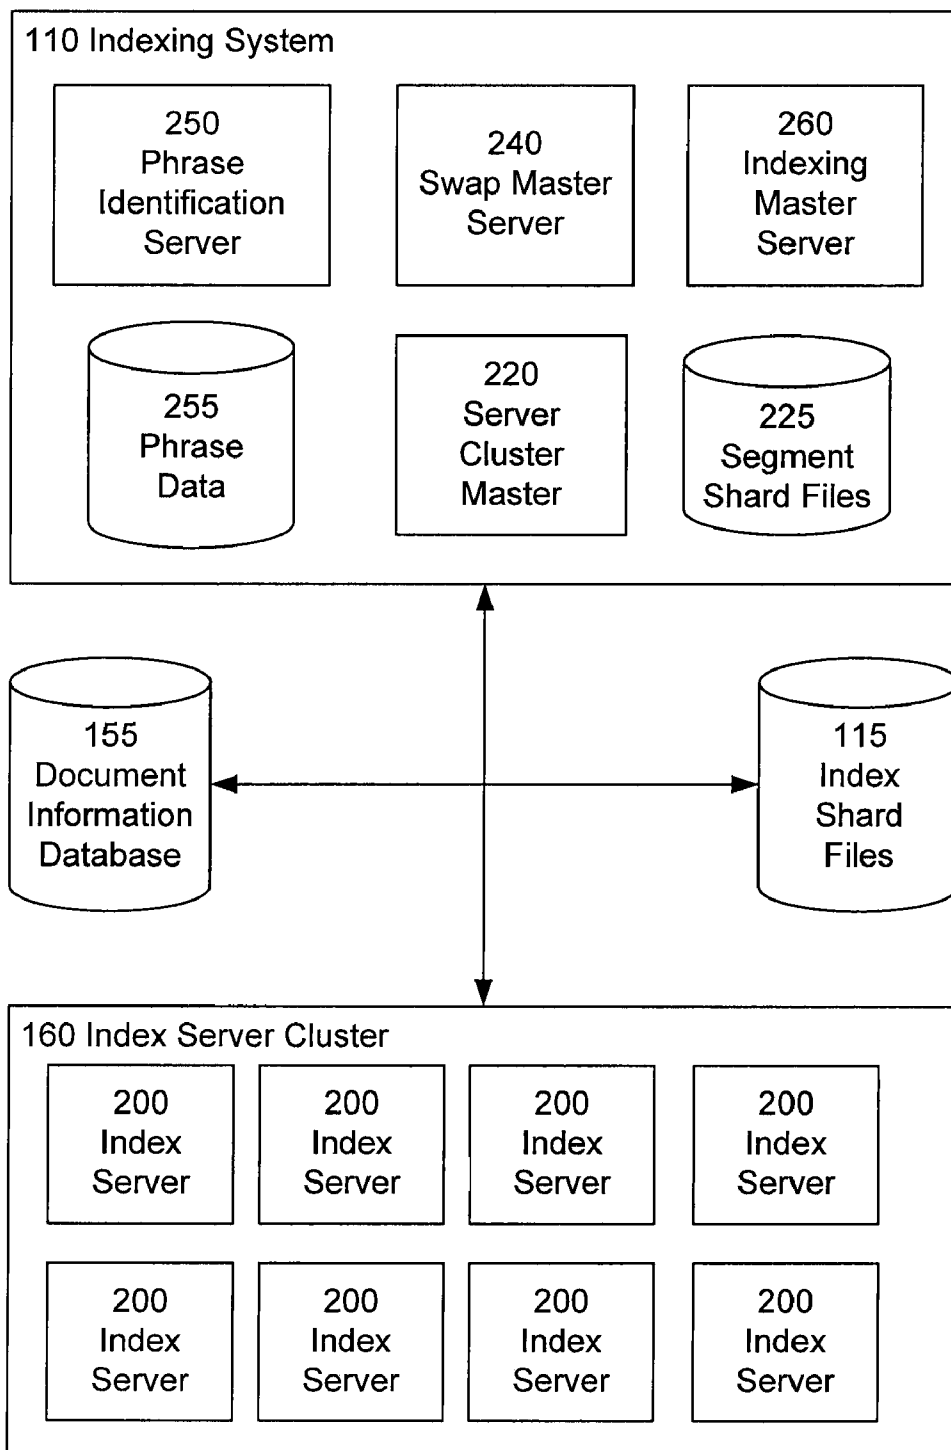 110 Indexing System
250
Phrase
Identification
Server
240
Swap Master
Server
260
Indexing
Master
Server
255
Phrase
Data
220
Server
Cluster
Master
225
Segment
Shard Files
155
Document
Information
Database
115
Index
Shard
Files
160 Index Server Cluster
200
Index
Server
200
Index
Server
200
Index
Server
200
Index
Server
200
Index
Server
200
Index
Server
200
Index
Server
200
Index
Server